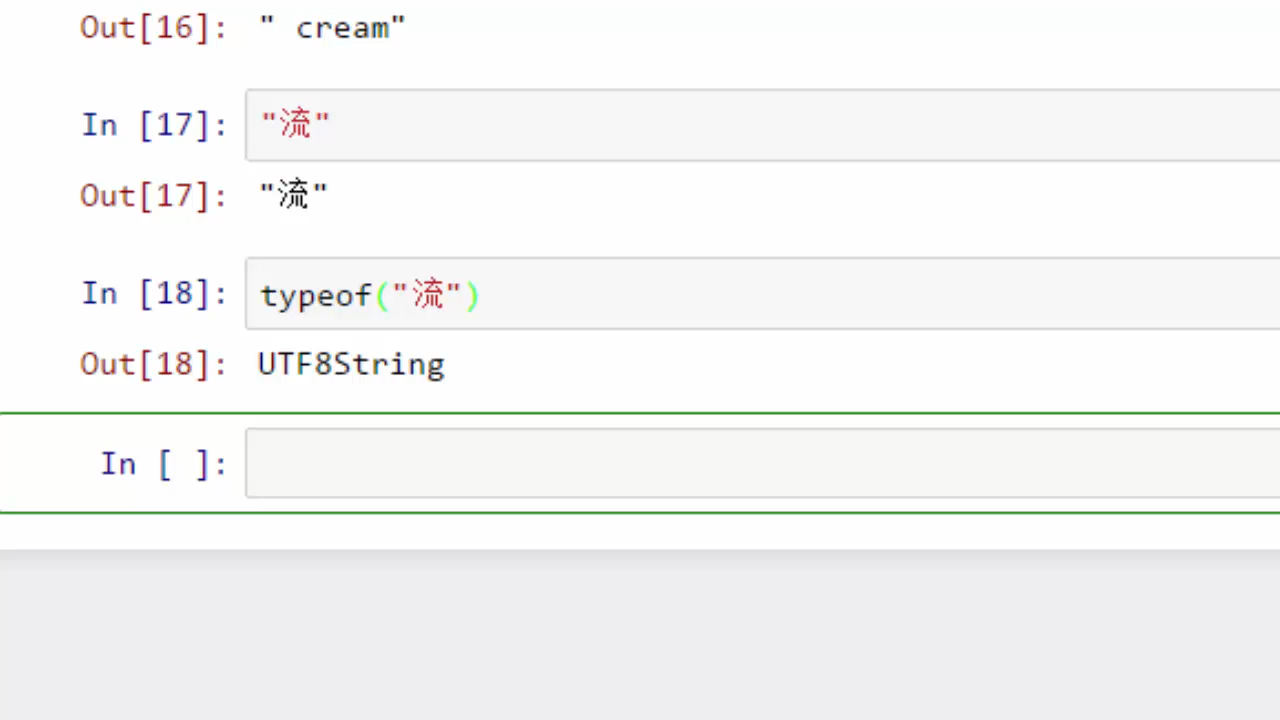 Out[16]: " cream"
In [17]: "流"
Out[17]: "流"
In [18]: typeof("流")
Out[18]: UTF8String
In [ ]: